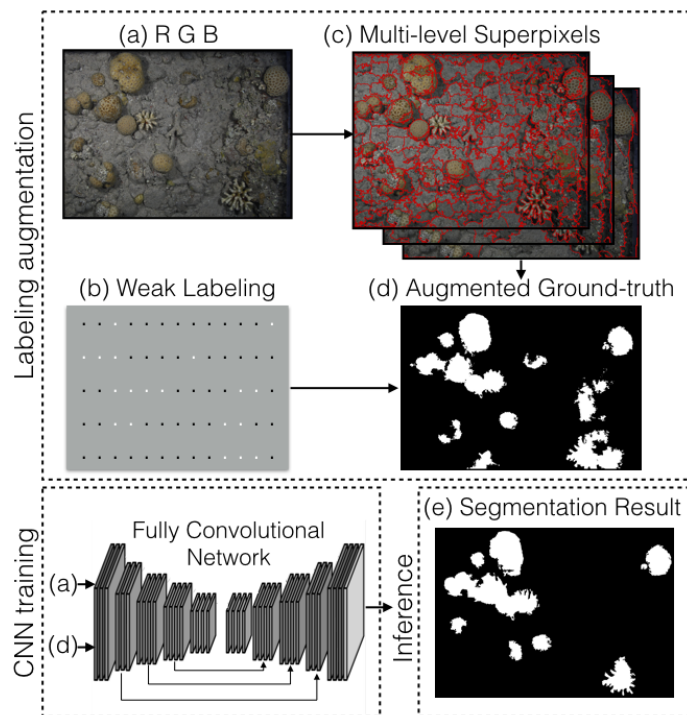 (a) R G B
(c) Multi-level Superpixels
Labeling augmentation
(b) Weak Labeling
(d) Augmented Ground-truth
CNN training
Fully Convolutional
Network
(a)
(d)
Inference
(e) Segmentation Result